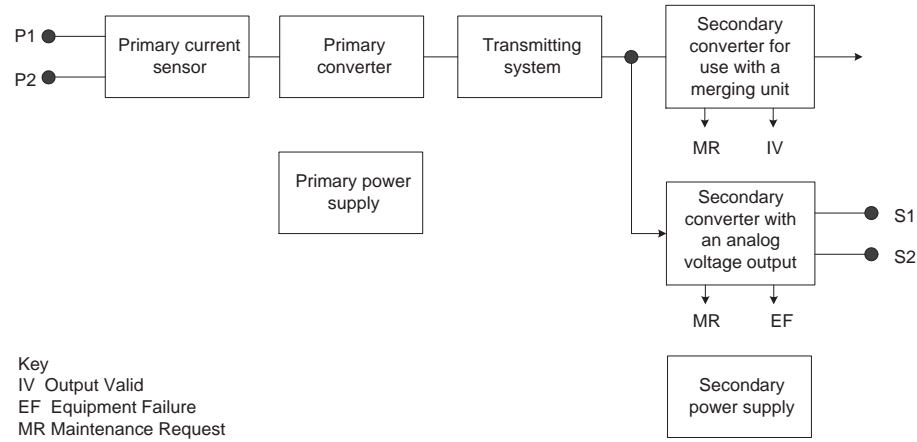 P1
P2
Primary current
sensor
Primary
converter
Transmitting
system
Secondary
converter for
use with a
merging unit
MR
IV
Primary power
supply
Secondary
converter with
an analog
voltage output
S1
S2
MR
EF
Secondary
power supply
Key
IV Output Valid
EF Equipment Failure
MR Maintenance Request